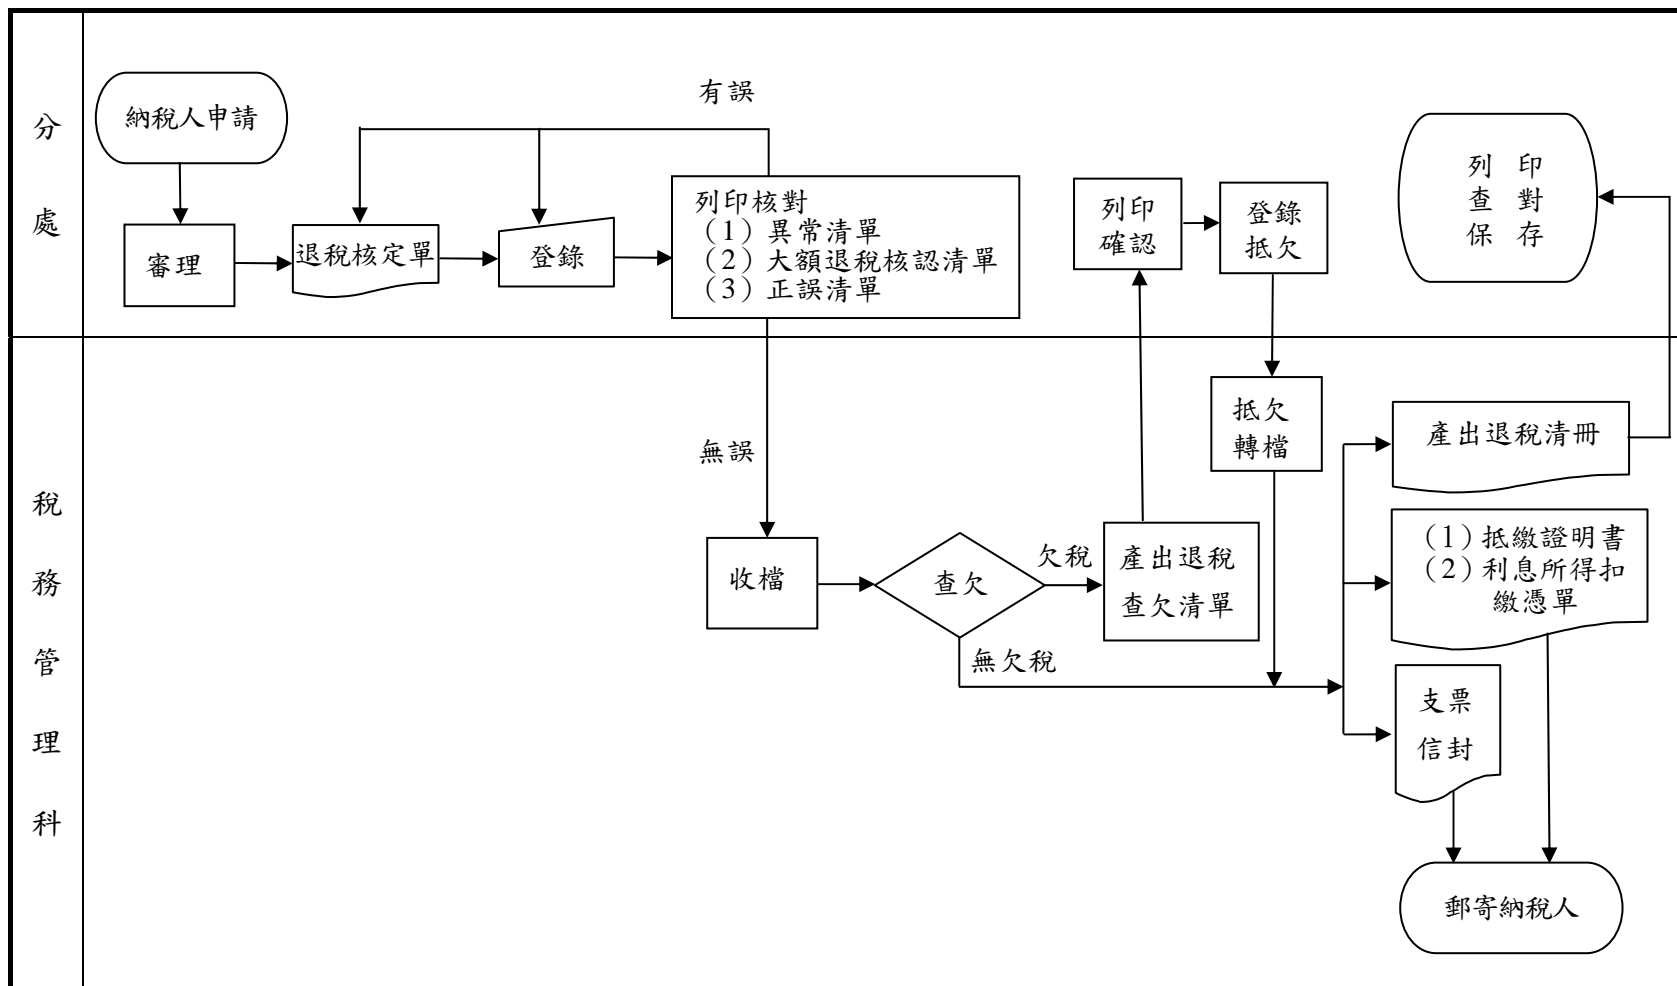 分
處
納稅人申請
審理
退稅核定單
登錄
有誤
列印核對
（1）異常清單
（2）大額退稅核認清單
（3）正誤清單
列印
確認
登錄
抵欠
列 印
查 對
保 存
稅
務
管
理
科
無誤
收檔
查欠
欠稅
無欠稅
產出退稅
查欠清單
抵欠
轉檔
產出退稅清冊
（1）抵繳證明書
（2）利息所得扣
繳憑單
支票
信封
郵寄納稅人